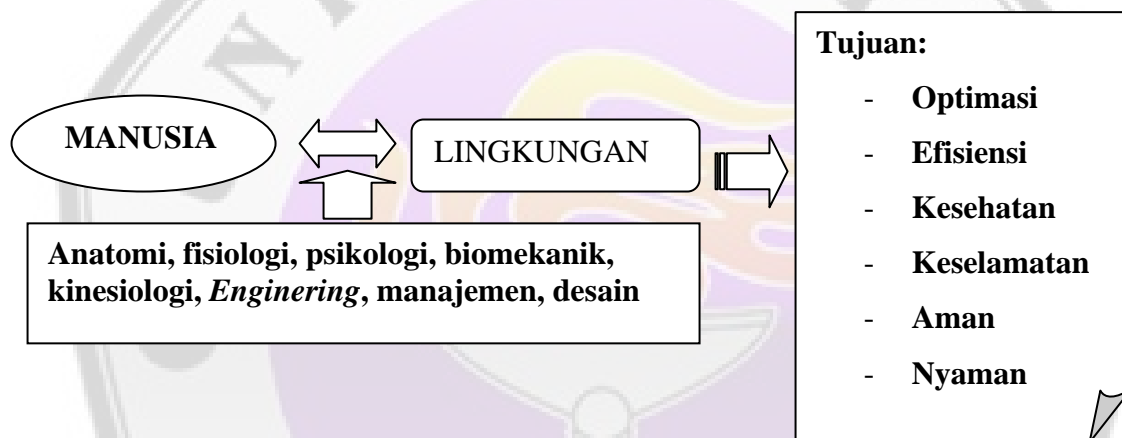 MANUSIA
LINGKUNGAN
Anatomi, fisiologi, psikologi, biomekanik,
kinesiologi, Enginering, manajemen, desain
Tujuan:
- Optimasi
- Efisiensi
- Kesehatan
- Keselamatan
- Aman
- Nyaman